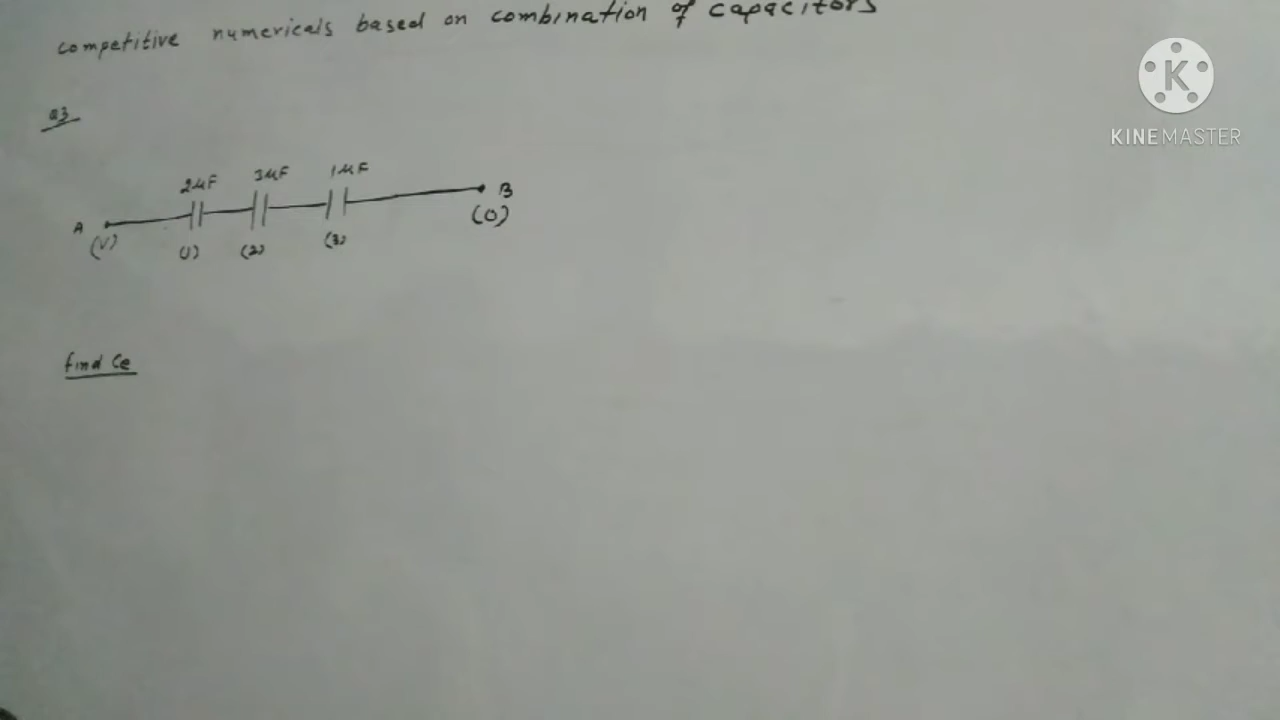 competitive numericals based on combination of capacitors
KINEMASTER
Q3
2μF 3μF 1μF
A B
(V) (1) (2) (3) (0)
find Ce